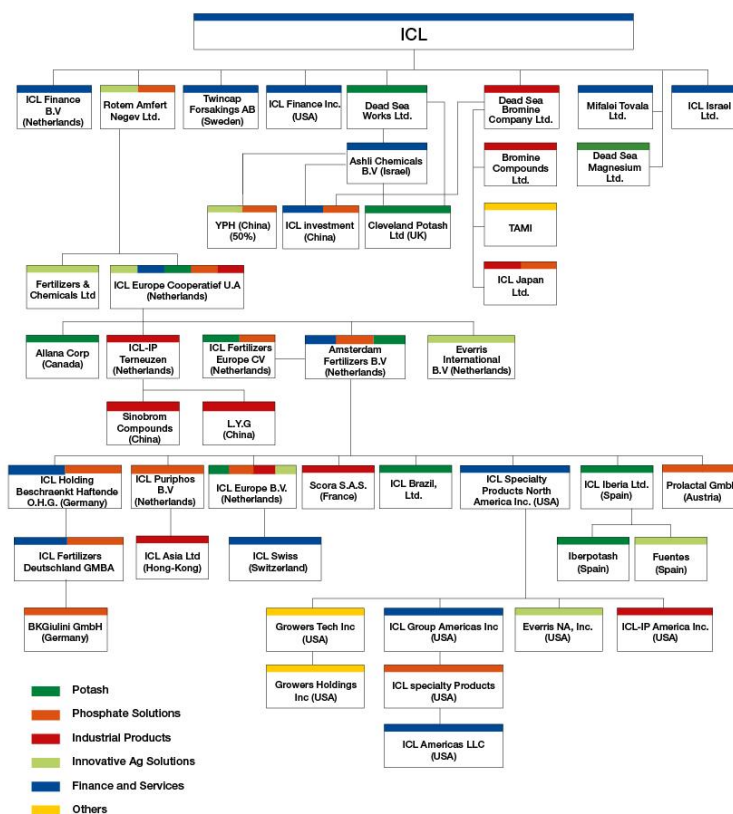 ICL
ICL Finance
B.V
(Netherlands)
Rotem Amfert
Negev Ltd.
Twincap
Forsakings AB
(Sweden)
ICL Finance Inc.
(USA)
Dead Sea
Works Ltd.
Dead Sea
Bromine
Company Ltd.
Mifalei Tovala
Ltd.
ICL Israel
Ltd.
Ashli Chemicals
B.V (Israel)
Bromine
Compounds
Ltd.
Dead Sea
Magnesium Ltd.
YPH (China)
(50%)
ICL investment
(China)
Cleveland Potash
Ltd (UK)
TAMI
Fertilizers &
Chemicals Ltd
ICL Europe Cooperatief U.A
(Netherlands)
ICL Japan
Ltd.
Allana Corp
(Canada)
ICL-IP
Terneuzen
(Netherlands)
ICL Fertilizers
Europe CV
(Netherlands)
Amsterdam
Fertilizers B.V
(Netherlands)
Everris
International
B.V (Netherlands)
Sinobrom
Compounds
(China)
L.Y.G
(China)
ICL Holding
Beschraenkt Haftende
O.H.G. (Germany)
ICL Puriphos
B.V
(Netherlands)
ICL Europe B.V.
(Netherlands)
Scora S.A.S.
(France)
ICL Brazil,
Ltd.
ICL Specialty
Products North
America Inc. (USA)
ICL Iberia Ltd.
(Spain)
Prolactal GmbH
(Austria)
ICL Fertilizers
Deutschland GMBA
ICL Asia Ltd
(Hong-Kong)
ICL Swiss
(Switzerland)
Iberpotash
(Spain)
Fuentes
(Spain)
BKGiulini GmbH
(Germany)
Growers Tech Inc
(USA)
ICL Group Americas Inc
(USA)
Everris NA, Inc.
(USA)
ICL-IP America Inc.
(USA)
Growers Holdings
Inc (USA)
ICL specialty Products
(USA)
ICL Americas LLC
(USA)
Potash
Phosphate Solutions
Industrial Products
Innovative Ag Solutions
Finance and Services
Others